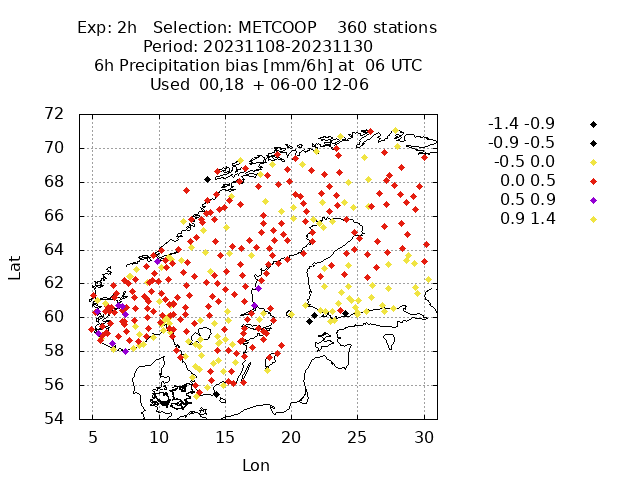 Exp: 2h   Selection: METCOOP    360 stations
Period: 20231108-20231130
6h Precipitation bias [mm/6h] at  06 UTC
Used 00,18  + 06-00 12-06
72
70
68
66
64
62
60
58
56
54
Lat
5 10 15 20 25 30
Lon
-1.4 -0.9
-0.9 -0.5
-0.5 0.0
0.0 0.5
0.5 0.9
0.9 1.4